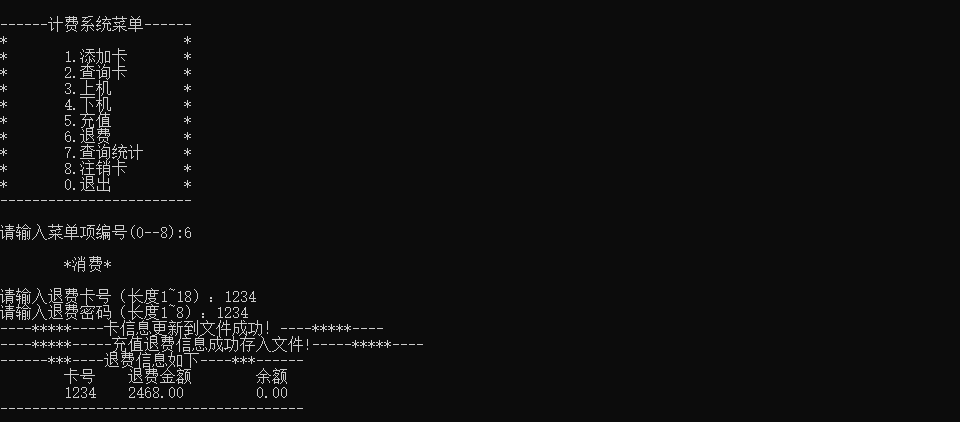 ------计费系统菜单------
*                      *
*       1.添加卡       *
*       2.查询卡       *
*       3.上机         *
*       4.下机         *
*       5.充值         *
*       6.退费         *
*       7.查询统计     *
*       8.注销卡       *
*       0.退出         *
------------------------
请输入菜单项编号(0--8):6
        *消费*
请输入退费卡号（长度1~18）：1234
请输入退费密码（长度1~8）：1234
----*****----卡信息更新到文件成功! ----*****----
----*****-----充值退费信息成功存入文件!-----*****----
------***----退费信息如下----***------
        卡号    退费金额        余额
        1234    2468.00         0.00
--------------------------------------